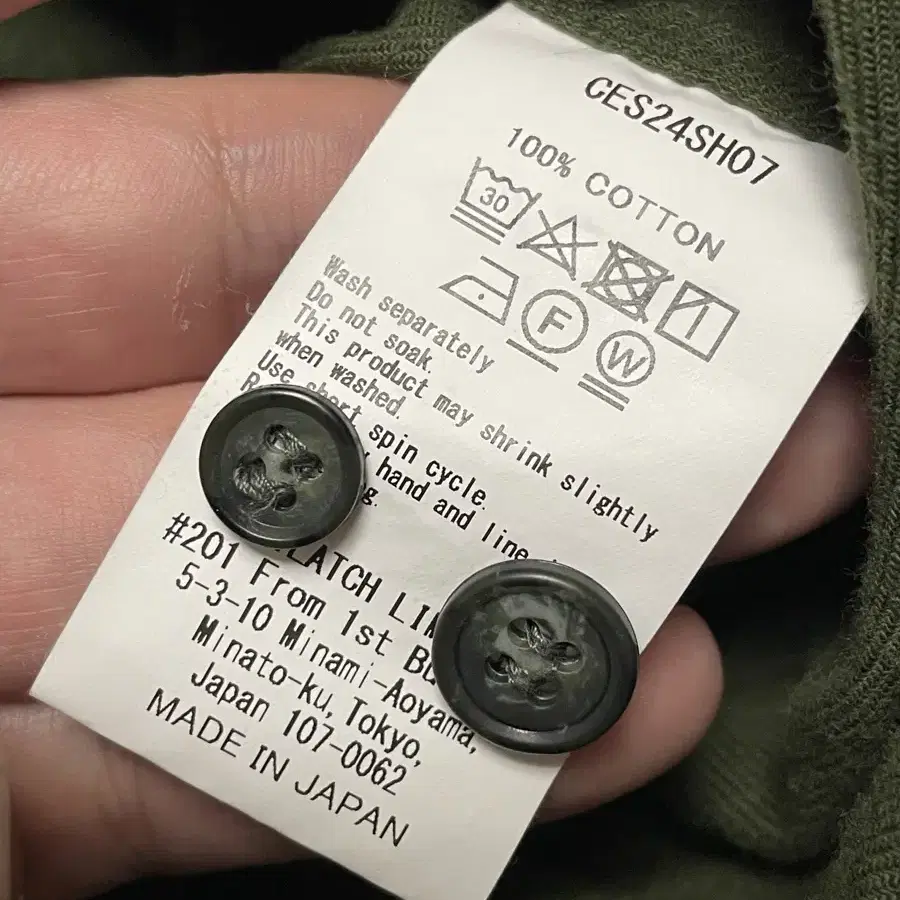 CES24SH07
100% COTTON
30
F
W
Wash separately
Do not soak.
This product may shrink slightly
when washed.
Use short spin cycle.
hand and line
#201 From 1st
5-3-10 Minami-Aoyama,
Minato-ku, Tokyo,
Japan 107-0062
MADE IN JAPAN